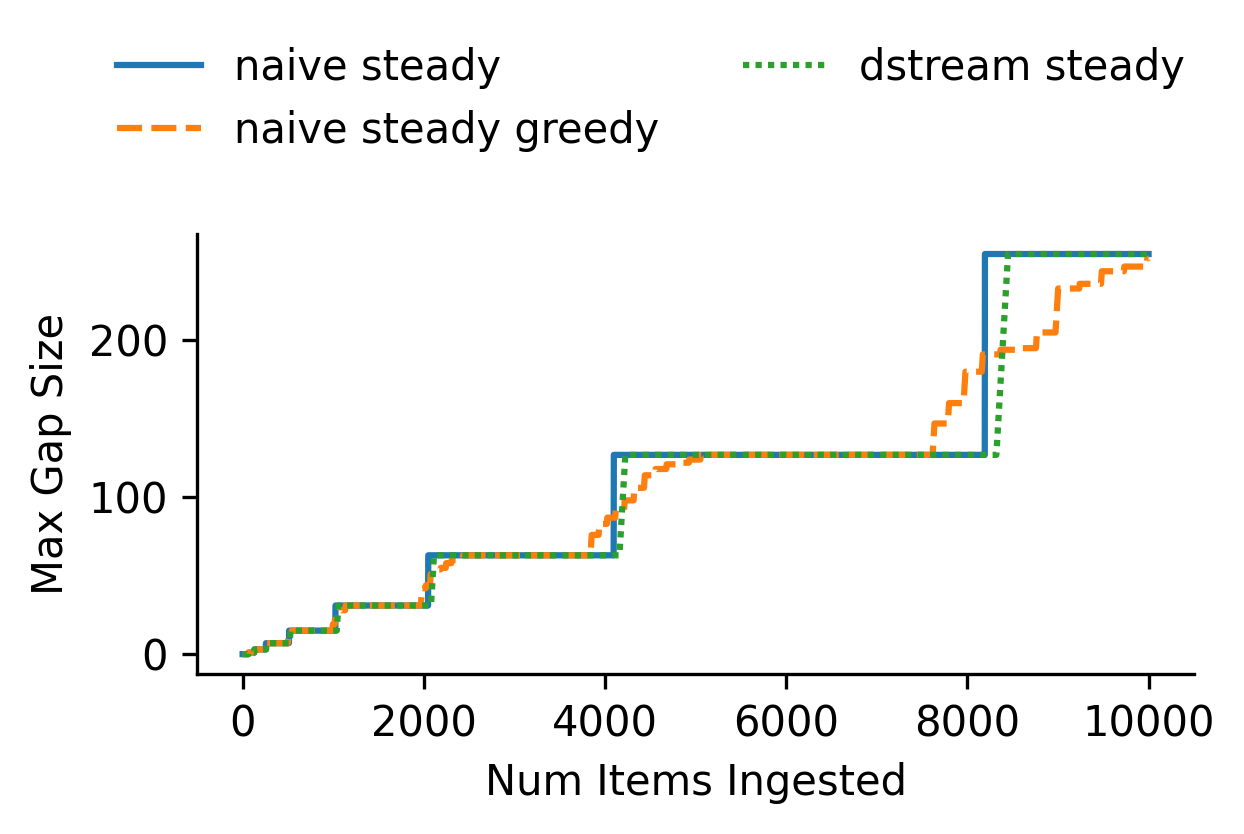 naive steady
naive steady greedy
dstream steady
Max Gap Size
200
100
0
0 2000 4000 6000 8000 10000
Num Items Ingested